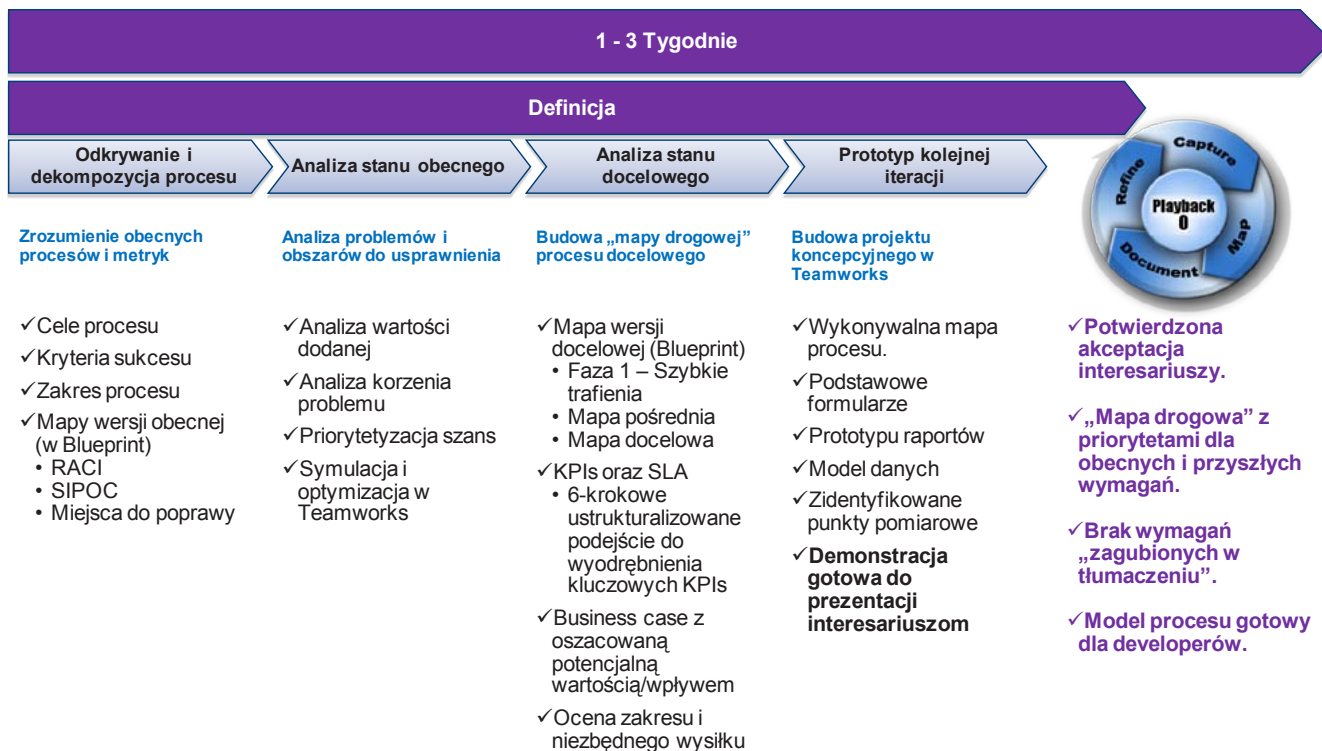 1 - 3 Tygodnie
Definicja
Odkrywanie i
dekompozycja procesu
Analiza stanu obecnego
Analiza stanu
docelowego
Prototyp kolejnej
iteracji
Capture
Map
Document
Refine
Playback
0
Zrozumienie obecnych
procesów i metryk
✓Cele procesu
✓Kryteria sukcesu
✓Zakres procesu
✓Mapy wersji obecnej
(w Blueprint)
• RACI
• SIPOC
• Miejsca do poprawy
Analiza problemów i
obszarów do usprawnienia
✓Analiza wartości
dodanej
✓Analiza korzenia
problemu
✓Priorytetyzacja szans
✓Symulacja i
optymizacja w
Teamworks
Budowa „mapy drogowej”
procesu docelowego
✓Mapa wersji
docelowej (Blueprint)
• Faza 1 – Szybkie
trafienia
• Mapa pośrednia
• Mapa docelowa
✓KPIs oraz SLA
• 6-krokowe
ustrukturalizowane
podejście do
wyodrębnienia
kluczowych KPIs
✓Business case z
oszacowaną
potencjalną
wartością/wpływem
✓Ocena zakresu i
niezbędnego wysiłku
Budowa projektu
koncepcyjnego w
Teamworks
✓Wykonywalna mapa
procesu.
✓Podstawowe
formularze
✓Prototypu raportów
✓Model danych
✓Zidentyfikowane
punkty pomiarowe
✓Demonstracja
gotowa do
prezentacji
interesariuszom
✓Potwierdzona
akceptacja
interesariuszy.
✓„Mapa drogowa” z
priorytetami dla
obecnych i przyszłych
wymagań.
✓Brak wymagań
„zagubionych w
tłumaczeniu”.
✓Model procesu gotowy
dla developerów.